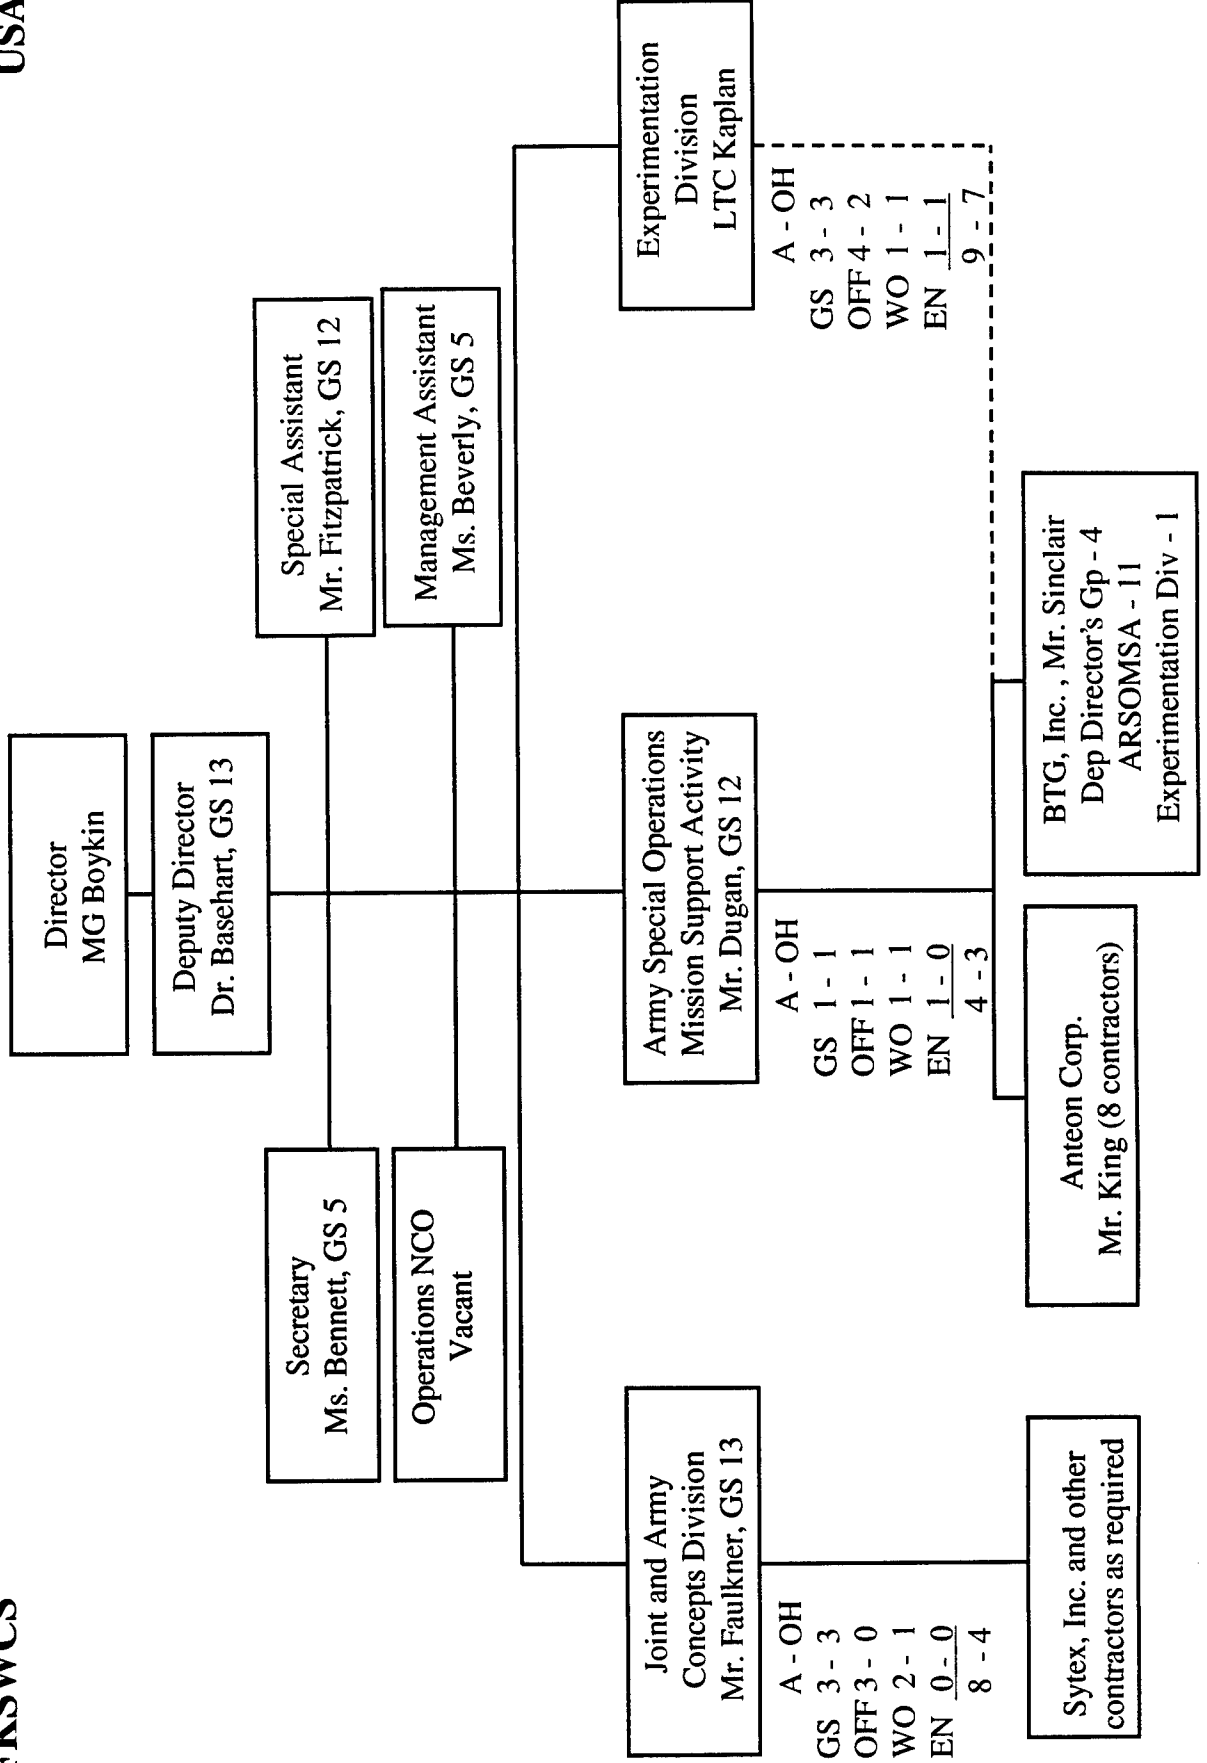 USA
Director
MG Boykin
Deputy Director
Dr. Basehart, GS 13
Secretary
Ms. Bennett, GS 5
Special Assistant
Mr. Fitzpatrick, GS 12
Operations NCO
Vacant
Management Assistant
Ms. Beverly, GS 5
Joint and Army
Concepts Division
Mr. Faulkner, GS 13
A - OH
GS 3 - 3
OFF 3 - 0
WO 2 - 1
EN 0 - 0
8 - 4
Army Special Operations
Mission Support Activity
Mr. Dugan, GS 12
A - OH
GS 1 - 1
OFF 1 - 1
WO 1 - 1
EN 1 - 0
4 - 3
Experimentation
Division
LTC Kaplan
A - OH
GS 3 - 3
OFF 4 - 2
WO 1 - 1
EN 1 - 1
9 - 7
Sytex, Inc. and other
contractors as required
Anteon Corp.
Mr. King (8 contractors)
BTG, Inc. , Mr. Sinclair
Dep Director's Gp - 4
ARSOMSA - 11
Experimentation Div - 1